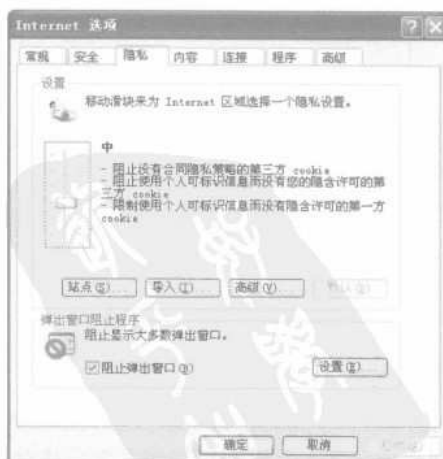 Internet 选项
常规 安全 隐私 内容 连接 程序 高级
设置
移动滑块来为 Internet 区域选择一个隐私设置。
中
- 阻止没有合同隐私策略的第三方 cookie
- 阻止使用个人可标识信息而没有您的隐含许可的第
三方 cookie
- 限制使用个人可标识信息而没有隐含许可的第一方
cookie
站点(S)... 导入(I)... 高级(V)... 默认(D)
弹出窗口阻止程序
阻止显示大多数弹出窗口。
阻止弹出窗口(B) 设置(E)
确定 取消